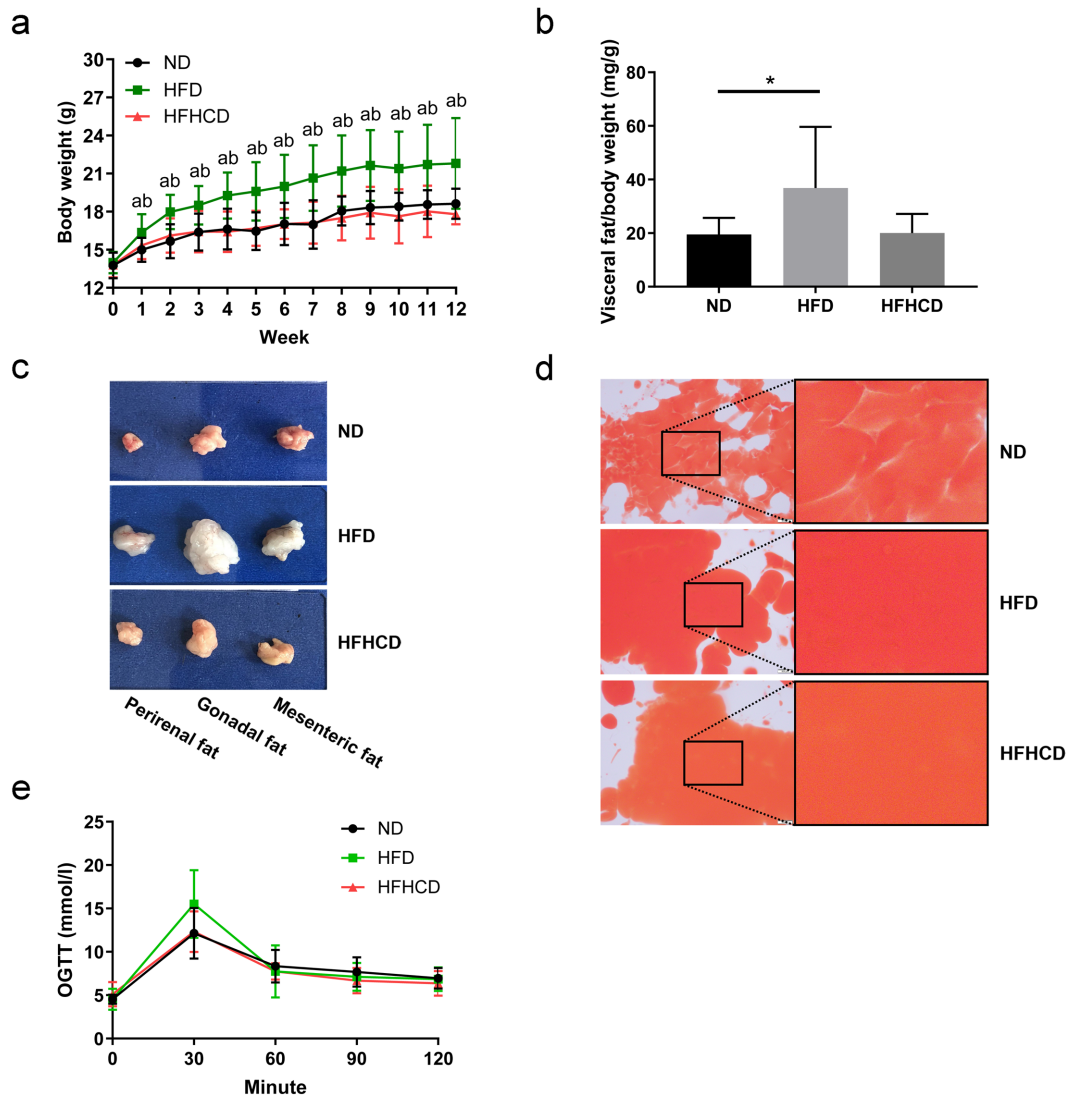 a
Body weight (g)
30
27
24
21
18
15
12
ND
HFD
HFHCD
ab
ab
ab
ab
ab
ab
ab
ab
ab
ab
ab
ab
0 1 2 3 4 5 6 7 8 9 10 11 12
Week
b
Visceral fat/body weight (mg/g)
80
60
40
20
0
*
ND HFD HFHCD
c
ND
HFD
HFHCD
Perirenal fat
Gonadal fat
Mesenteric fat
d
ND
HFD
HFHCD
e
OGTT (mmol/l)
25
20
15
10
5
0
ND
HFD
HFHCD
0 30 60 90 120
Minute